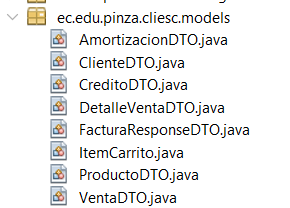 ec.edu.pinza.cliesc.models
AmortizacionDTO.java
ClienteDTO.java
CreditoDTO.java
DetalleVentaDTO.java
FacturaResponseDTO.java
ItemCarrito.java
ProductoDTO.java
VentaDTO.java